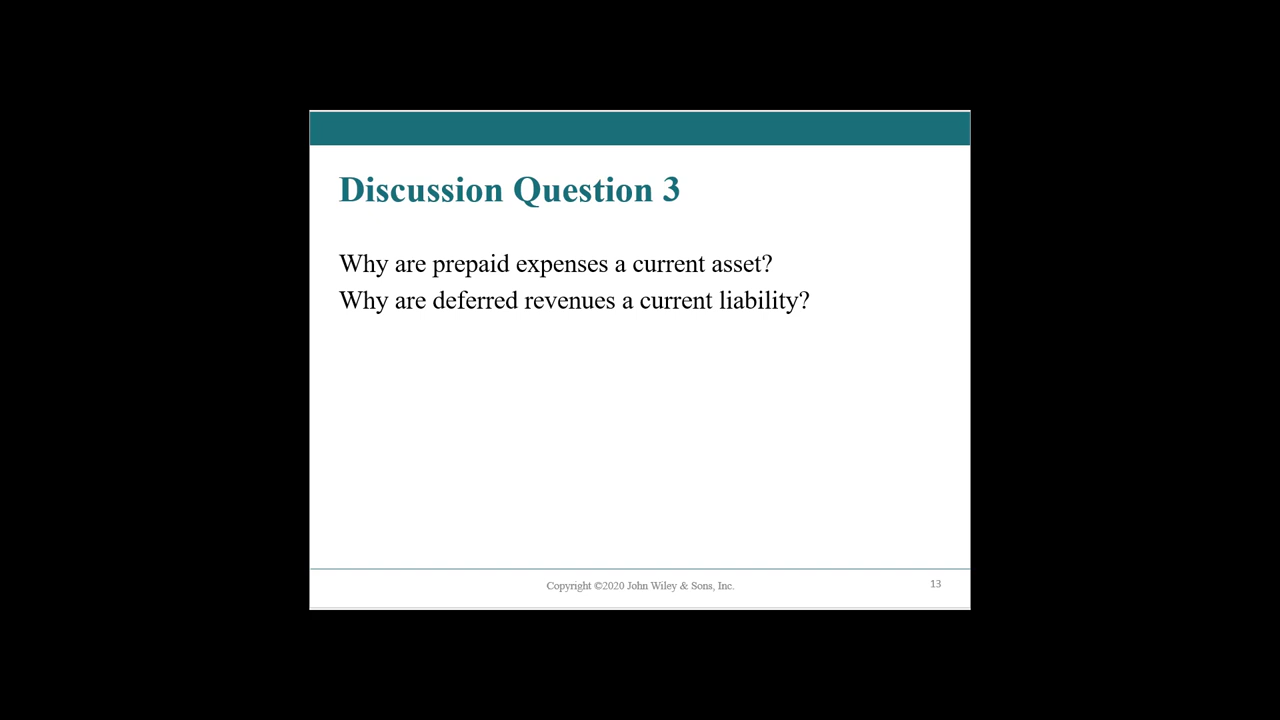 Discussion Question 3
Why are prepaid expenses a current asset?
Why are deferred revenues a current liability?
Copyright ©2020 John Wiley & Sons, Inc.
13